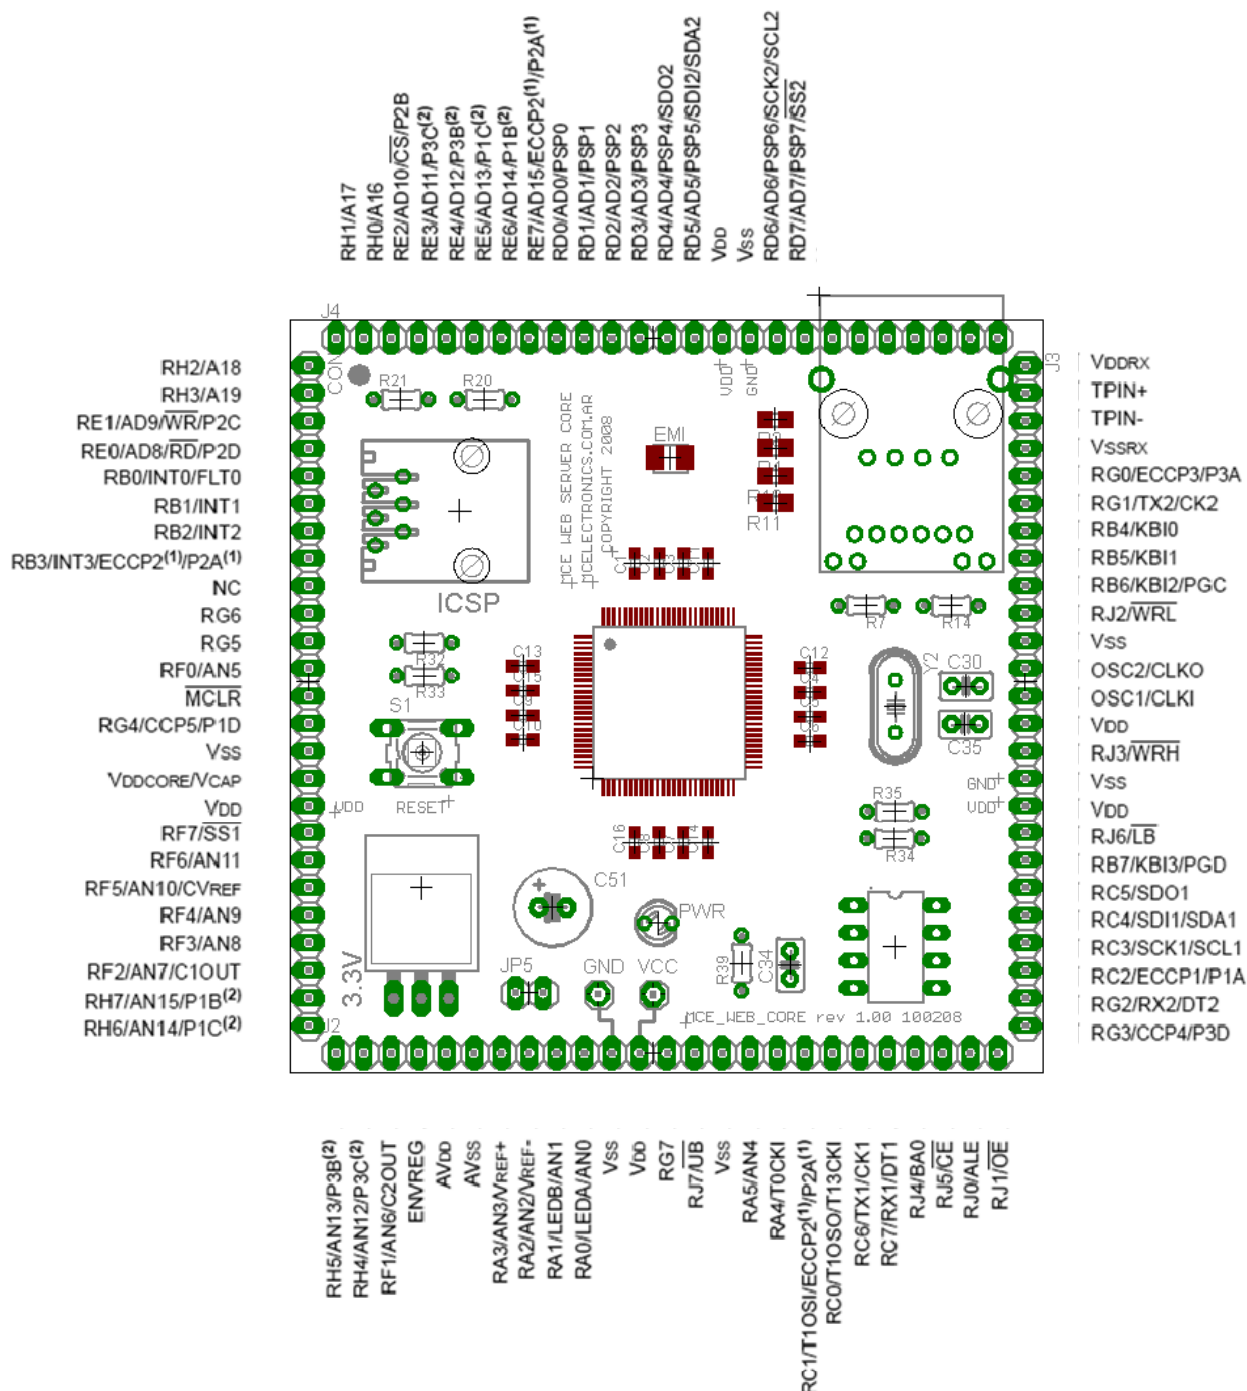 RH1/A17
RH0/A16
RE2/AD10/CS/P2B
RE3/AD11/P3C(2)
RE4/AD12/P3B(2)
RE5/AD13/P1C(2)
RE6/AD14/P1B(2)
RE7/AD15/ECCP2(1)/P2A(1)
RD0/AD0/PSP0
RD1/AD1/PSP1
RD2/AD2/PSP2
RD3/AD3/PSP3
RD4/AD4/PSP4/SDO2
RD5/AD5/PSP5/SDI2/SDA2
VDD
VSS
RD6/AD6/PSP6/SCK2/SCL2
RD7/AD7/PSP7/SS2
RH2/A18
RH3/A19
RE1/AD9/WR/P2C
RE0/AD8/RD/P2D
RB0/INT0/FLT0
RB1/INT1
RB2/INT2
RB3/INT3/ECCP2(1)/P2A(1)
NC
RG6
RG5
RF0/AN5
MCLR
RG4/CCP5/P1D
VSS
VDDCORE/VCAP
VDD
RF7/SS1
RF6/AN11
RF5/AN10/CVREF
RF4/AN9
RF3/AN8
RF2/AN7/C1OUT
RH7/AN15/P1B(2)
RH6/AN14/P1C(2)
J4
CON
R21
R20
MCE WEB SERVER CORE
MCELECTRONICS.COM.AR
COPYRIGHT 2008
EMI
VDD
GND
R11
J3
ICSP
C1
C2
C3
C11
R7
R14
R32
R33
C13
C15
C9
C10
C12
C4
C5
C6
Y2
C30
C35
S1
RESET
VDD
GND
VDD
R35
R34
C16
C8
C7
C14
C51
PWR
3.3V
JP5
GND
VCC
R39
C34
MCE_WEB_CORE rev 1.00 100208
J2
VDDRX
TPIN+
TPIN-
VSSRX
RG0/ECCP3/P3A
RG1/TX2/CK2
RB4/KBI0
RB5/KBI1
RB6/KBI2/PGC
RJ2/WRL
VSS
OSC2/CLKO
OSC1/CLKI
VDD
RJ3/WRH
VSS
VDD
RJ6/LB
RB7/KBI3/PGD
RC5/SDO1
RC4/SDI1/SDA1
RC3/SCK1/SCL1
RC2/ECCP1/P1A
RG2/RX2/DT2
RG3/CCP4/P3D
RH5/AN13/P3B(2)
RH4/AN12/P3C(2)
RF1/AN6/C2OUT
ENVREG
AVDD
AVSS
RA3/AN3/VREF+
RA2/AN2/VREF-
RA1/LEDB/AN1
RA0/LEDA/AN0
VSS
VDD
RG7
RJ7/UB
VSS
RA5/AN4
RA4/T0CKI
RC1/T1OSI/ECCP2(1)/P2A(1)
RC0/T1OSO/T13CKI
RC6/TX1/CK1
RC7/RX1/DT1
RJ4/BA0
RJ5/CE
RJ0/ALE
RJ1/OE